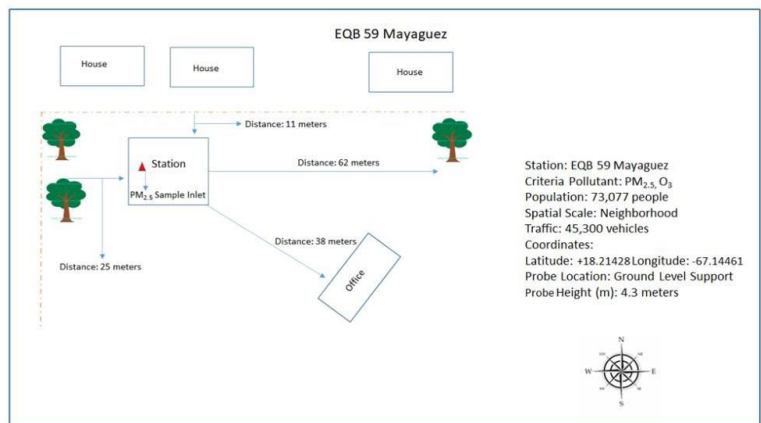 EQB 59 Mayaguez
House
House
House
Distance: 11 meters
Station
Distance: 62 meters
PM2.5 Sample Inlet
Distance: 38 meters
Distance: 25 meters
Office
Station: EQB 59 Mayaguez
Criteria Pollutant: PM2.5, O3
Population: 73,077 people
Spatial Scale: Neighborhood
Traffic: 45,300 vehicles
Coordinates:
Latitude: +18.21428Longitude: -67.14461
Probe Location: Ground Level Support
Probe Height (m): 4.3 meters
N
W
E
S